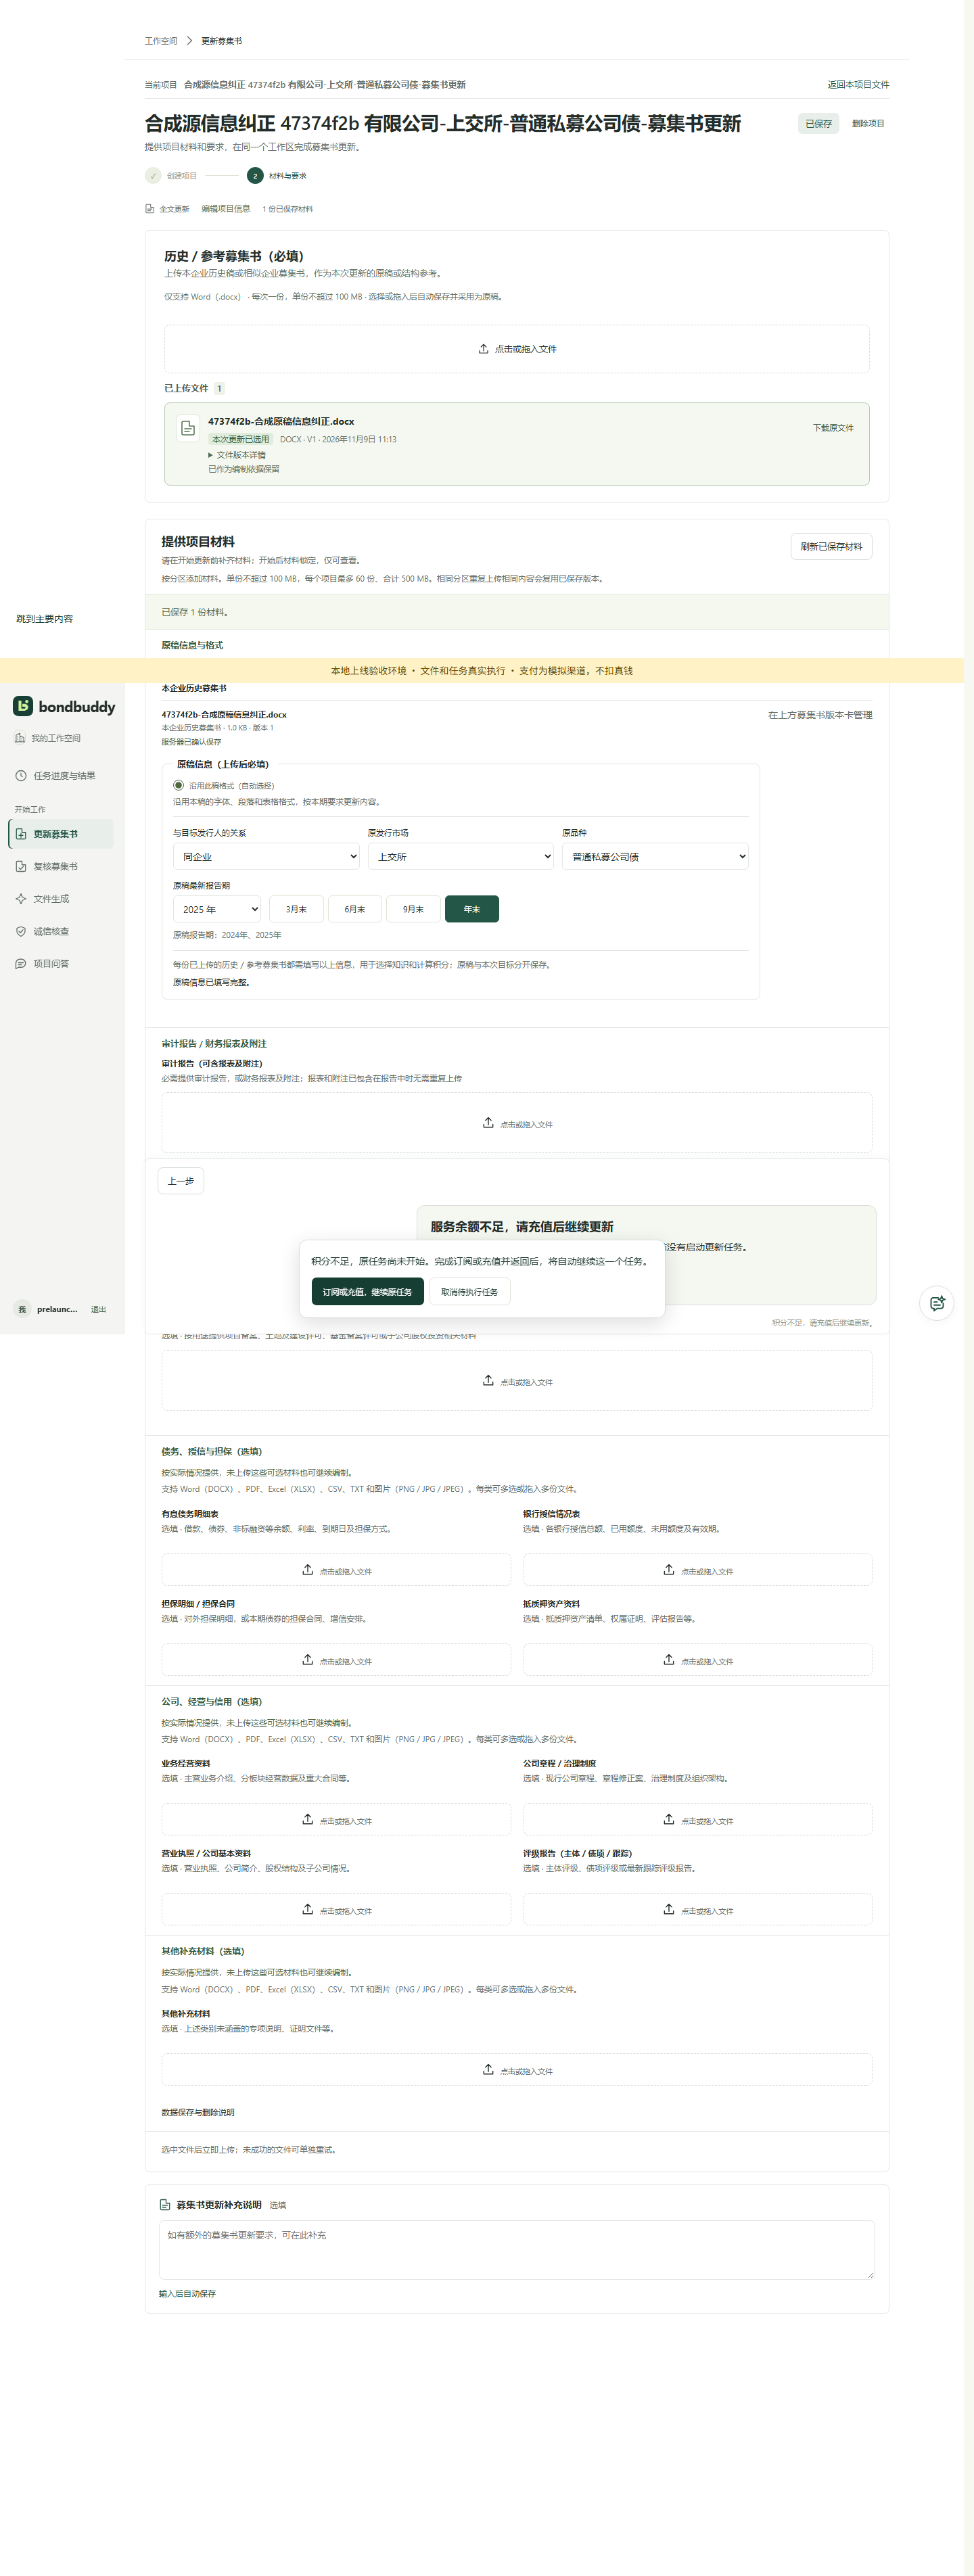 工作空间 > 更新募集书
当前项目 合成源信息纠正 47374f2b 有限公司-上交所-普通私募公司债-募集书更新
返回本项目文件
合成源信息纠正 47374f2b 有限公司-上交所-普通私募公司债-募集书更新
已保存
删除项目
提供项目材料和要求，在同一个工作区完成募集书更新。
✓ 创建项目
2 材料与要求
全文更新 编辑项目信息 1 份已保存材料
历史 / 参考募集书（必填）
上传本企业历史稿或相似企业募集书，作为本次更新的原稿或结构参考。
仅支持 Word（.docx） · 每次一份，单份不超过 100 MB · 选择或拖入后自动保存并采用为原稿。
点击或拖入文件
已上传文件 1
47374f2b-合成原稿信息纠正.docx
本次更新已选用 DOCX · V1 · 2026年11月9日 11:13
下载原文件
▶ 文件版本详情
已作为编制依据保留
提供项目材料
请在开始更新前补齐材料；开始后材料锁定，仅可查看。
刷新已保存材料
按分区添加材料。单份不超过 100 MB，每个项目最多 60 份、合计 500 MB。相同分区重复上传相同内容会复用已保存版本。
已保存 1 份材料。
跳到主要内容
原稿信息与格式
本地上线验收环境 • 文件和任务真实执行 • 支付为模拟渠道，不扣真钱
bondbuddy
我的工作空间
任务进度与结果
开始工作
更新募集书
复核募集书
文件生成
诚信核查
项目问答
我 prelaunc... 退出
本企业历史募集书
47374f2b-合成原稿信息纠正.docx
本企业历史募集书 · 1.0 KB · 版本 1
服务器已确认保存
在上方募集书版本卡管理
原稿信息（上传后必填）
沿用此稿格式（自动选择）
沿用本稿的字体、段落和表格格式，按本期要求更新内容。
与目标发行人的关系 原发行市场 原品种
同企业 上交所 普通私募公司债
原稿最新报告期
2025 年 3月末 6月末 9月末 年末
原稿报告期：2024年、2025年
每份已上传的历史 / 参考募集书都需填写以上信息，用于选择知识和计算积分；原稿与本次目标分开保存。
原稿信息已填写完整。
审计报告 / 财务报表及附注
审计报告（可含报表及附注）
必需提供审计报告，或财务报表及附注；报表和附注已包含在报告中时无需重复上传
点击或拖入文件
上一步
服务余额不足，请充值后继续更新
没有启动更新任务。
积分不足，原任务尚未开始。完成订阅或充值并返回后，将自动继续这一个任务。
订阅或充值，继续原任务
取消待执行任务
积分不足，请充值后继续更新。
选填 · 按用途提供项目备案、土地及建设许可、基金备案许可或子公司股权投资相关材料
点击或拖入文件
债务、授信与担保（选填）
按实际情况提供，未上传这些可选材料也可继续编制。
支持 Word（DOCX）、PDF、Excel（XLSX）、CSV、TXT 和图片（PNG / JPG / JPEG）。每类可多选或拖入多份文件。
有息债务明细表
选填 · 借款、债券、非标融资等余额、利率、到期日及担保方式。
点击或拖入文件
银行授信情况表
选填 · 各银行授信总额、已用额度、未用额度及有效期。
点击或拖入文件
担保明细 / 担保合同
选填 · 对外担保明细，或本期债券的担保合同、增信安排。
点击或拖入文件
抵质押资产资料
选填 · 抵质押资产清单、权属证明、评估报告等。
点击或拖入文件
公司、经营与信用（选填）
按实际情况提供，未上传这些可选材料也可继续编制。
支持 Word（DOCX）、PDF、Excel（XLSX）、CSV、TXT 和图片（PNG / JPG / JPEG）。每类可多选或拖入多份文件。
业务经营资料
选填 · 主营业务介绍、分板块经营数据及重大合同等。
点击或拖入文件
公司章程 / 治理制度
选填 · 现行公司章程、章程修正案、治理制度及组织架构。
点击或拖入文件
营业执照 / 公司基本资料
选填 · 营业执照、公司简介、股权结构及子公司情况。
点击或拖入文件
评级报告（主体 / 债项 / 跟踪）
选填 · 主体评级、债项评级或最新跟踪评级报告。
点击或拖入文件
其他补充材料（选填）
按实际情况提供，未上传这些可选材料也可继续编制。
支持 Word（DOCX）、PDF、Excel（XLSX）、CSV、TXT 和图片（PNG / JPG / JPEG）。每类可多选或拖入多份文件。
其他补充材料
选填 · 上述类别未涵盖的专项说明、证明文件等。
点击或拖入文件
数据保存与删除说明
选中文件后立即上传；未成功的文件可单独重试。
募集书更新补充说明 选填
如有额外的募集书更新要求，可在此补充
输入后自动保存